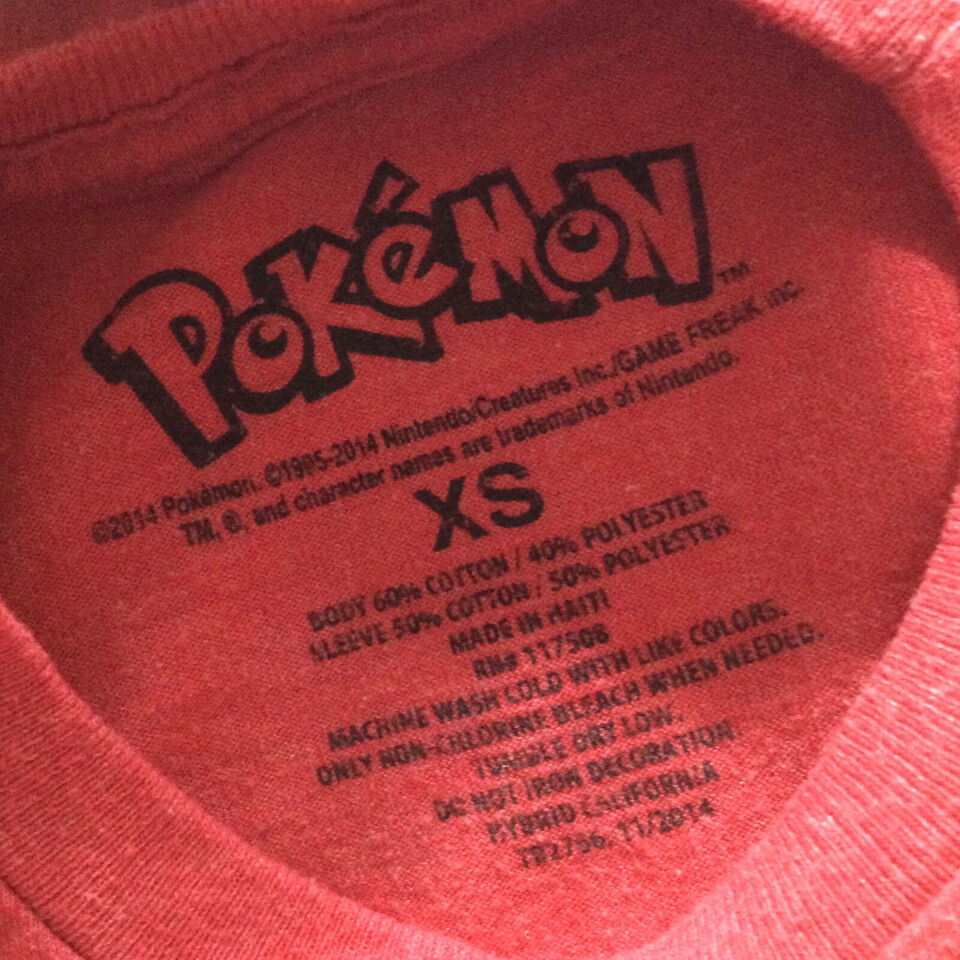 POKéMON™
©2014 Pokémon. ©1995-2014 Nintendo/Creatures Inc./GAME FREAK inc.
TM, ®, and character names are trademarks of Nintendo.
XS
BODY 60% COTTON / 40% POLYESTER
SLEEVE 50% COTTON / 50% POLYESTER
MADE IN HAITI
RN# 117508
MACHINE WASH COLD WITH LIKE COLORS.
ONLY NON-CHLORINE BLEACH WHEN NEEDED.
TUMBLE DRY LOW.
DO NOT IRON DECORATION
HYBRID CALIFORNIA
11/2014